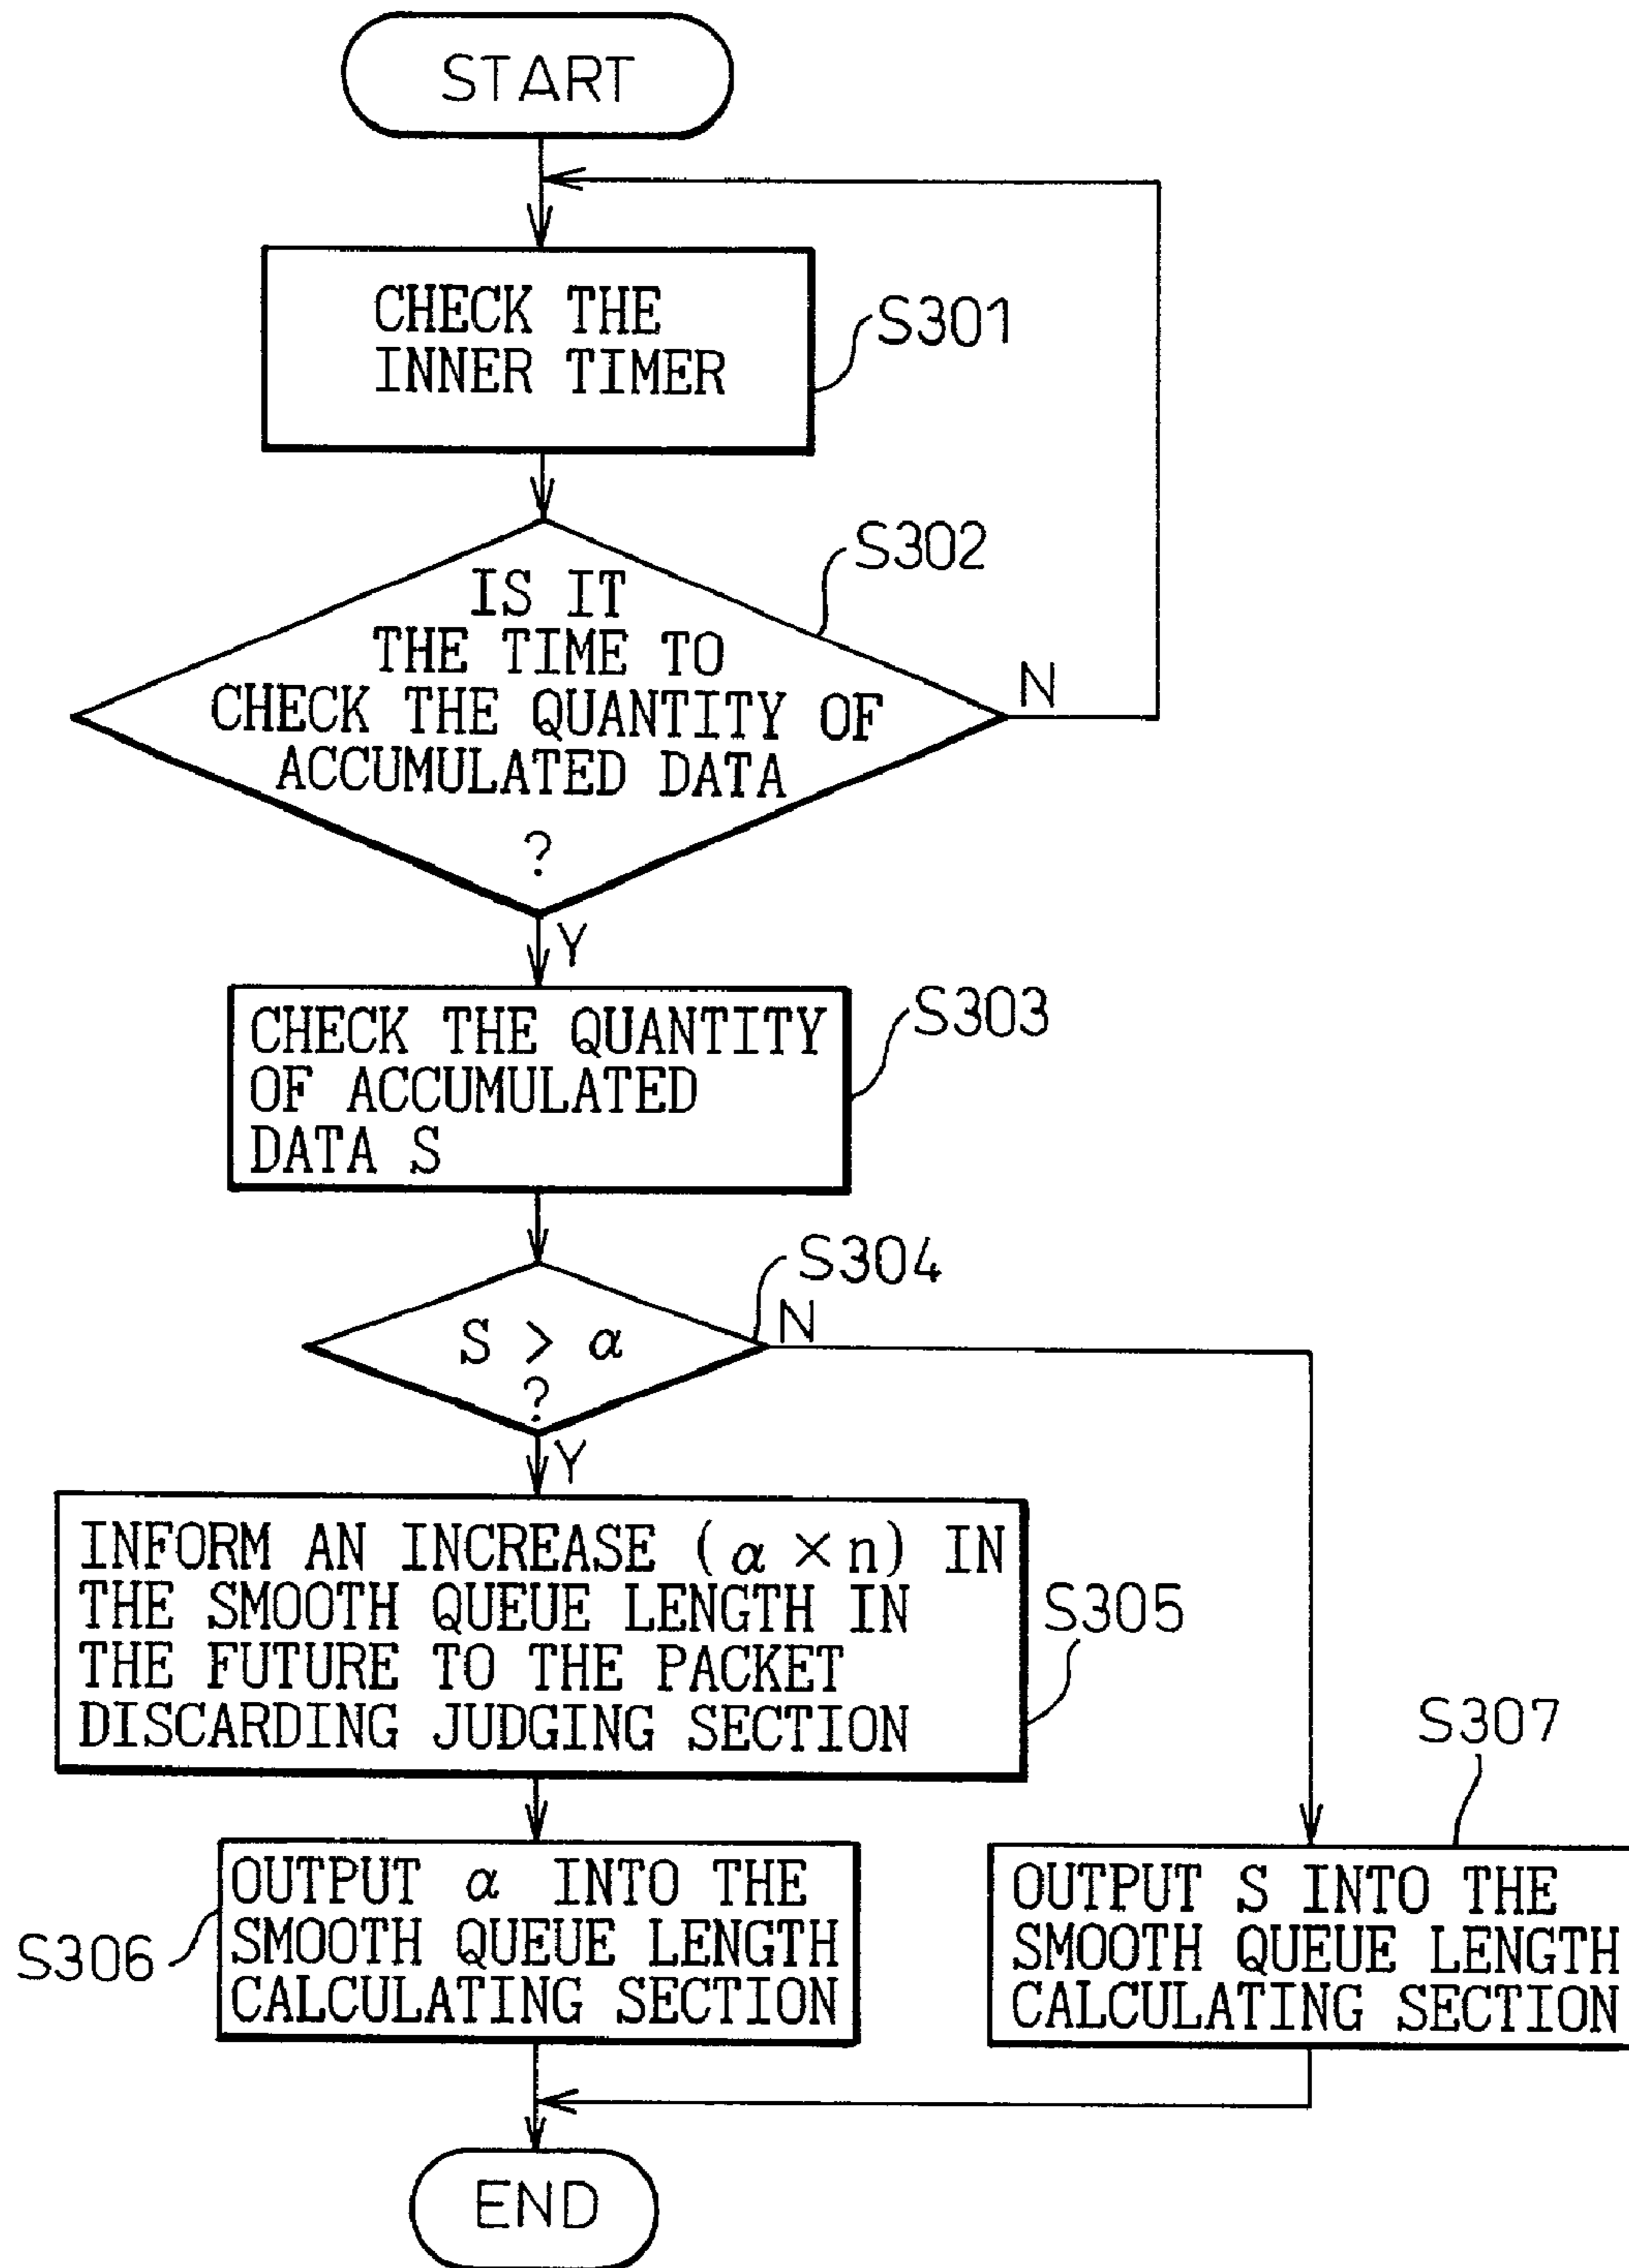 START
CHECK THE
INNER TIMER
S301
IS IT
THE TIME TO
CHECK THE QUANTITY OF
ACCUMULATED DATA
?
S302
N
Y
CHECK THE QUANTITY
OF ACCUMULATED
DATA S
S303
S > α
?
S304
N
Y
INFORM AN INCREASE (α ×n) IN
THE SMOOTH QUEUE LENGTH IN
THE FUTURE TO THE PACKET
DISCARDING JUDGING SECTION
S305
OUTPUT α INTO THE
SMOOTH QUEUE LENGTH
CALCULATING SECTION
S306
S307
OUTPUT S INTO THE
SMOOTH QUEUE LENGTH
CALCULATING SECTION
END